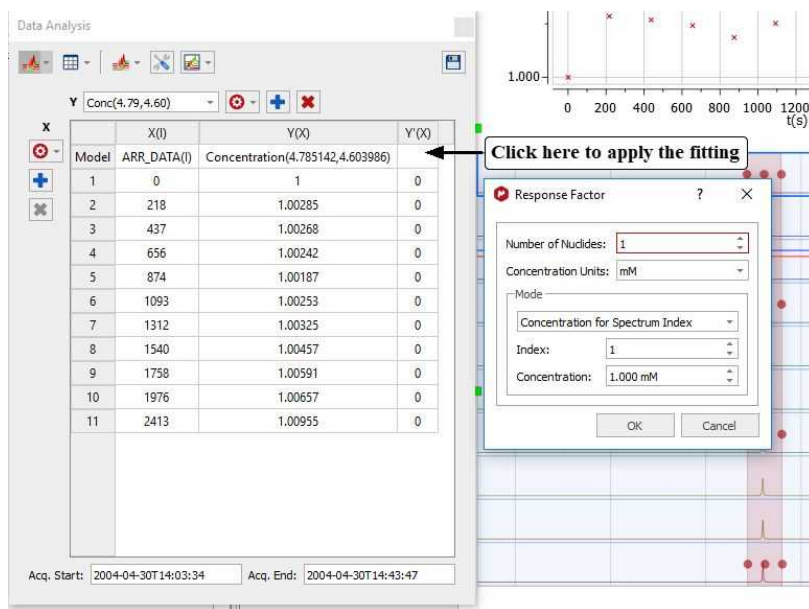 Data Analysis
Y Conc(4.79,4.60)
X
X(I) Y(X) Y'(X)
Model ARR_DATA(I) Concentration(4.785142,4.603986)
1 0 1 0
2 218 1.00285 0
3 437 1.00268 0
4 656 1.00242 0
5 874 1.00187 0
6 1093 1.00253 0
7 1312 1.00325 0
8 1540 1.00457 0
9 1758 1.00591 0
10 1976 1.00657 0
11 2413 1.00955 0
Acq. Start: 2004-04-30T14:03:34 Acq. End: 2004-04-30T14:43:47
1.000
0 200 400 600 800 1000 1200
t(s)
Click here to apply the fitting
Response Factor ? X
Number of Nuclides: 1
Concentration Units: mM
Mode
Concentration for Spectrum Index
Index: 1
Concentration: 1.000 mM
OK Cancel